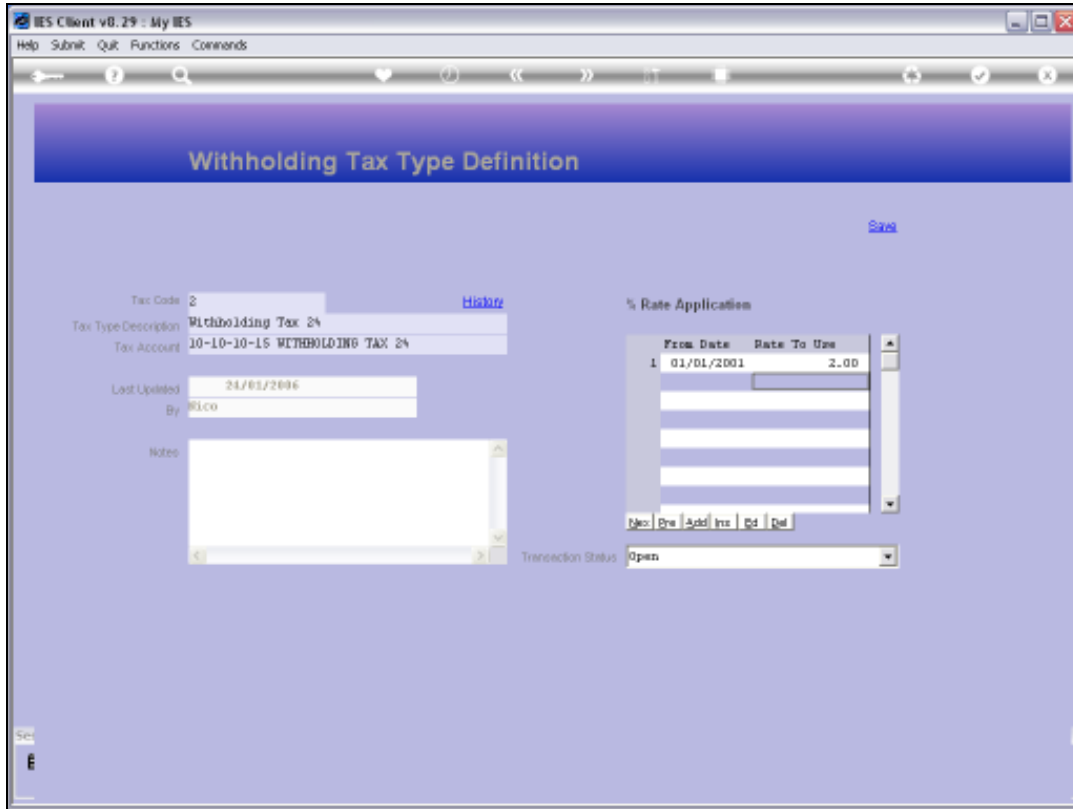 IES Client v8.29 : My IES
Help Submit Quit Functions Commands
Withholding Tax Type Definition
Save
Tax Code 2 History
% Rate Application
Tax Type Description Withholding Tax 2%
Tax Account 10-10-10-15 WITHHOLDING TAX 2%
From Date Rate To Use
1 01/01/2001 2.00
Last Updated 24/01/2006
By Nico
Notes
Nex Pre Add Ins Ed Del
Transaction Status Open
Ses